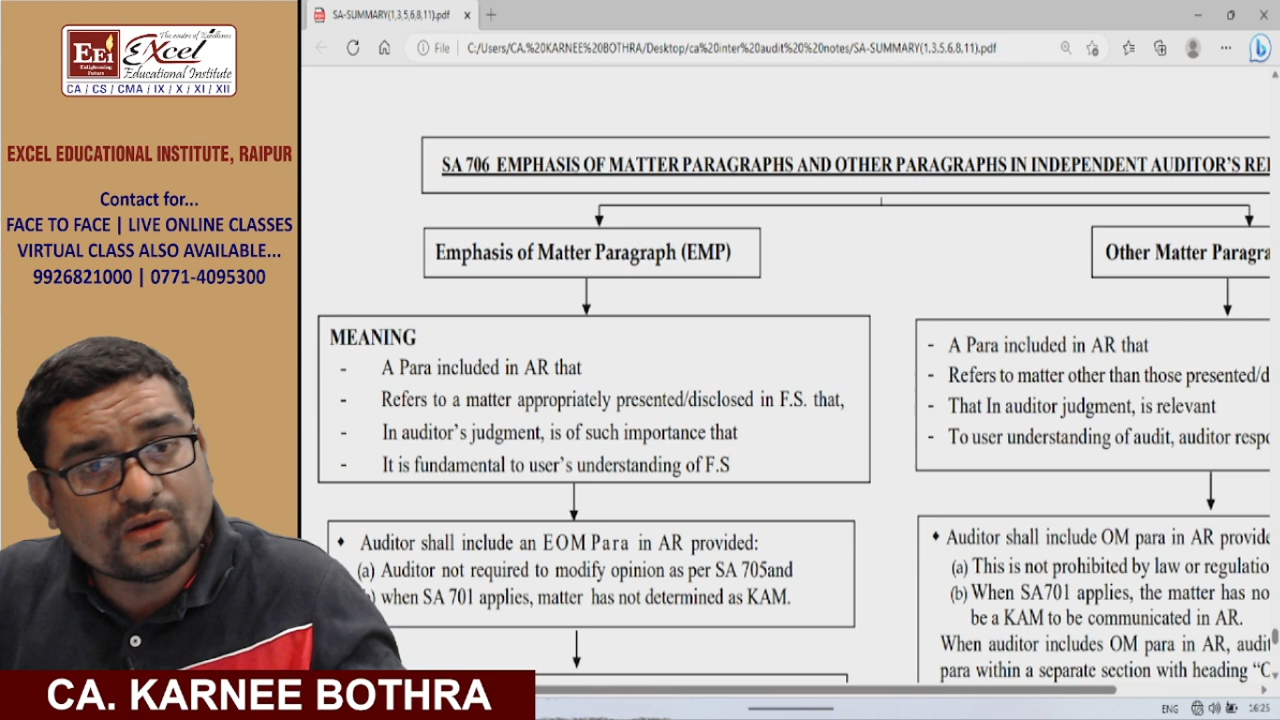 The centre of Excellence
EEi
Enlightening
Future
Excel
Educational Institute
CA / CS / CMA / IX / X / XI / XII
EXCEL EDUCATIONAL INSTITUTE, RAIPUR
Contact for...
FACE TO FACE | LIVE ONLINE CLASSES
VIRTUAL CLASS ALSO AVAILABLE...
9926821000 | 0771-4095300
CA. KARNEE BOTHRA
SA-SUMMARY(1,3.5,6.8,11).pdf
File | C:/Users/CA.%20KARNEE%20BOTHRA/Desktop/ca%20inter%20audit%20%20notes/SA-SUMMARY(1,3.5,6.8,11).pdf
SA 706 EMPHASIS OF MATTER PARAGRAPHS AND OTHER PARAGRAPHS IN INDEPENDENT AUDITOR'S RE
Emphasis of Matter Paragraph (EMP)
MEANING
- A Para included in AR that
- Refers to a matter appropriately presented/disclosed in F.S. that,
- In auditor's judgment, is of such importance that
- It is fundamental to user's understanding of F.S
♦ Auditor shall include an EOM Para in AR provided:
(a) Auditor not required to modify opinion as per SA 705and
) when SA 701 applies, matter has not determined as KAM.
Other Matter Paragra
- A Para included in AR that
- Refers to matter other than those presented/d
- That In auditor judgment, is relevant
- To user understanding of audit, auditor respo
♦ Auditor shall include OM para in AR provide
(a) This is not prohibited by law or regulatio
(b) When SA701 applies, the matter has no
be a KAM to be communicated in AR.
When auditor includes OM para in AR, audit
para within a separate section with heading “O
ENG 16:25